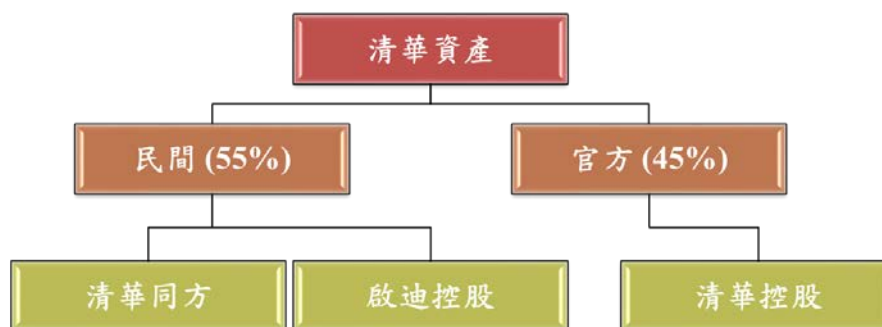 清華資產
民間 (55%)
官方 (45%)
清華同方
啟迪控股
清華控股